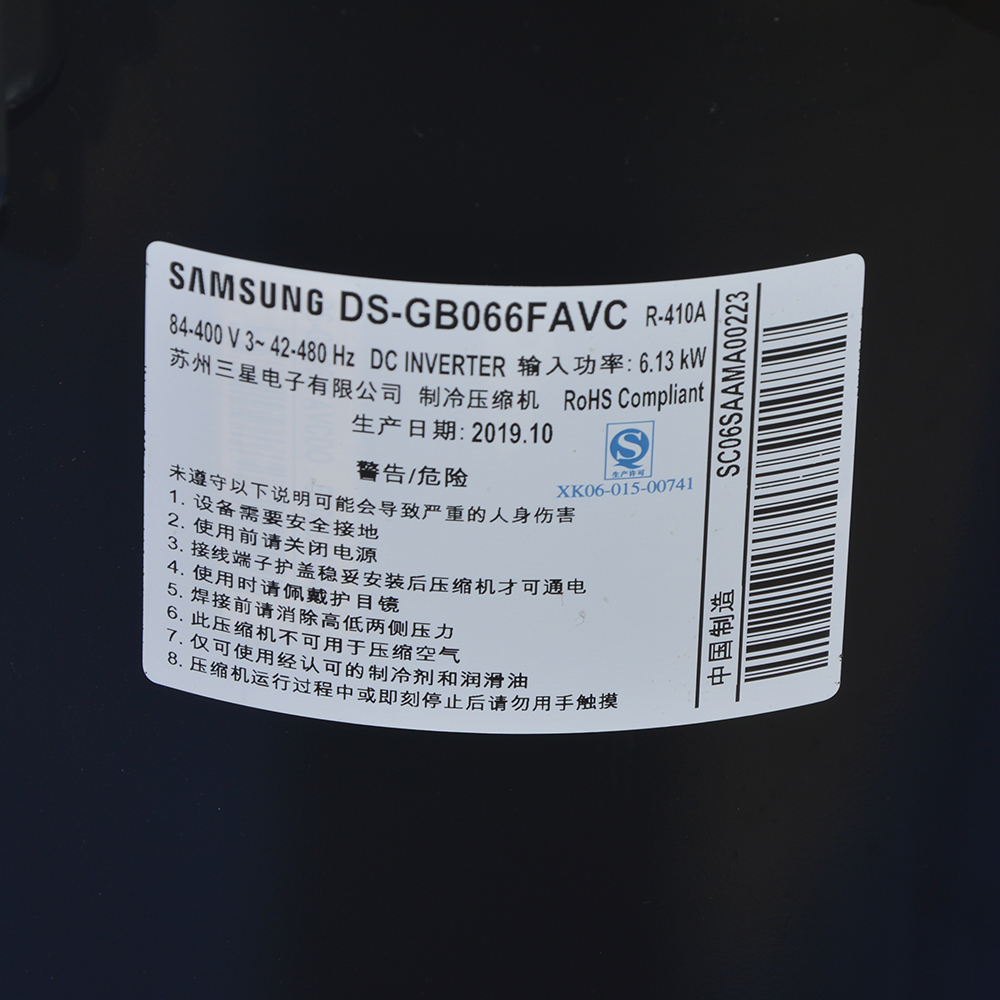 SAMSUNG DS-GB066FAVC R-410A
84-400 V 3~ 42-480 Hz DC INVERTER 输入功率: 6.13 kW
苏州三星电子有限公司 制冷压缩机 RoHS Compliant
生产日期: 2019.10
S
生产许可
XK06-015-00741
警告/危险
未遵守以下说明可能会导致严重的人身伤害
1. 设备需要安全接地
2. 使用前请关闭电源
3. 接线端子护盖稳妥安装后压缩机才可通电
4. 使用时请佩戴护目镜
5. 焊接前请消除高低两侧压力
6. 此压缩机不可用于压缩空气
7. 仅可使用经认可的制冷剂和润滑油
8. 压缩机运行过程中或即刻停止后请勿用手触摸
中国制造 SC06SAAMA00223